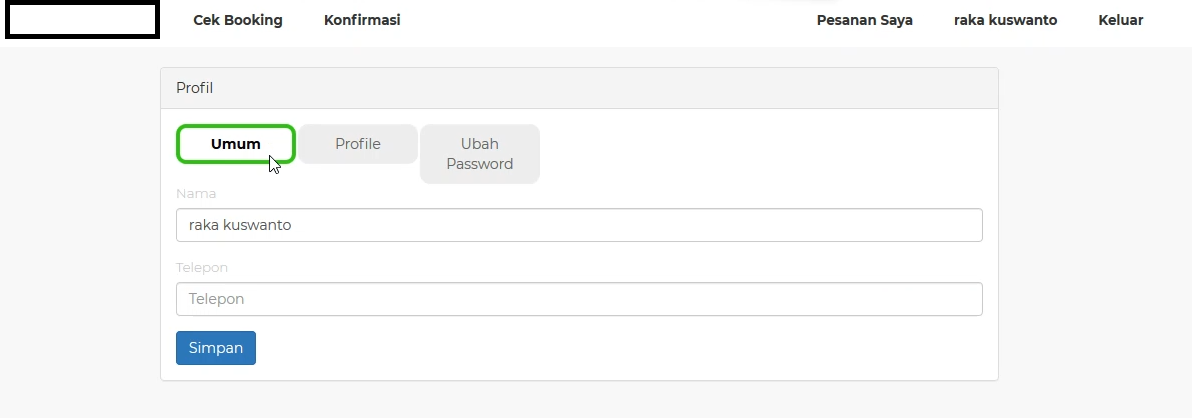 Cek Booking Konfirmasi Pesanan Saya raka kuswanto Keluar
Profil
Umum Profile Ubah
Password
Nama
raka kuswanto
Telepon
Telepon
Simpan